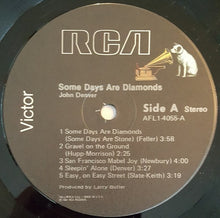 RCA
Victor
Some Days Are Diamonds
John Denver
Side A Stereo
AFL1-4055-A
1 Some Days Are Diamonds
(Some Days Are Stone) (Feller) 3:58
2 Gravel on the Ground
(Hupp-Morrison) 2:35
3 San Francisco Mabel Joy (Newbury) 4:00
4 Sleepin' Alone (Denver) 3:27
5 Easy, on Easy Street (Slate-Keith) 3:19
Produced by Larry Butler